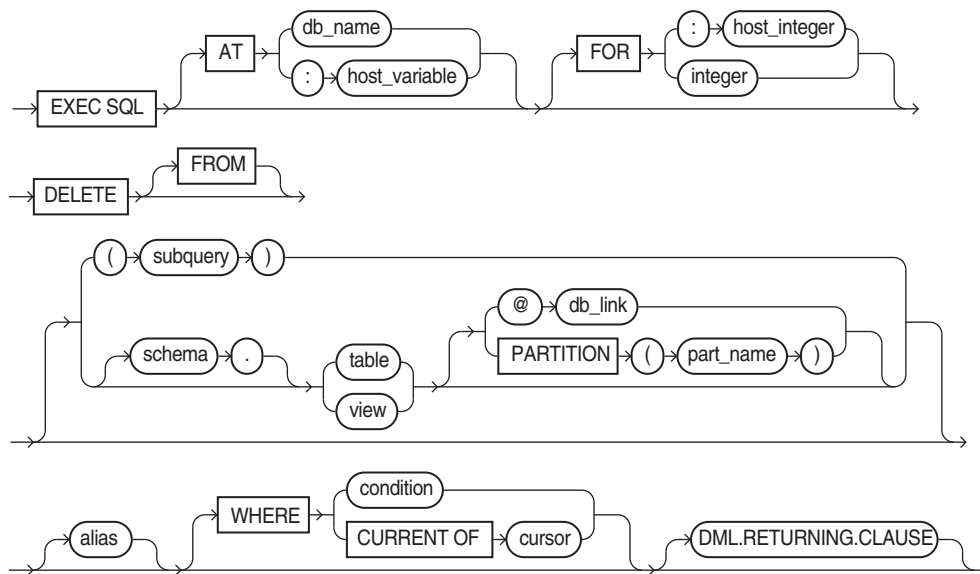 AT db_name : host_variable FOR : host_integer integer
EXEC SQL
FROM
DELETE
( subquery )
@ db_link
schema . table PARTITION ( part_name )
view
condition
alias WHERE CURRENT OF cursor DML.RETURNING.CLAUSE